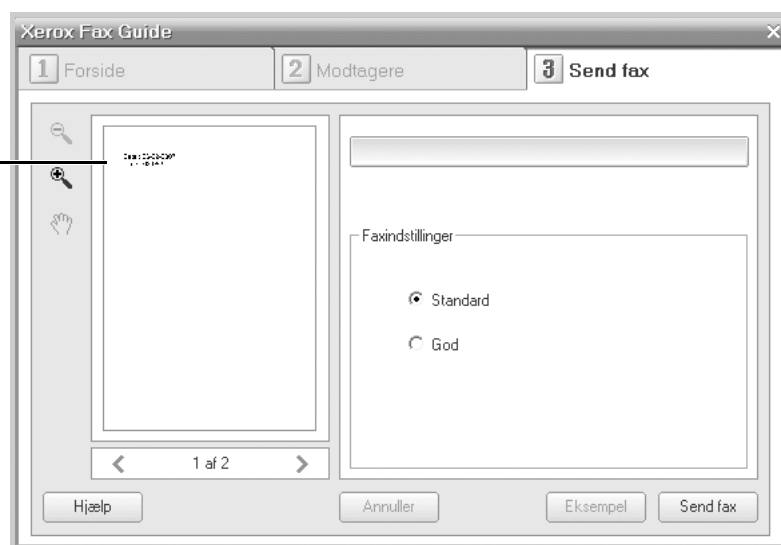 Xerox Fax Guide
1 Forside
2 Modtagere
3 Send fax
Faxindstillinger
Standard
God
1 af 2
Hjælp
Annuller
Eksempel
Send fax